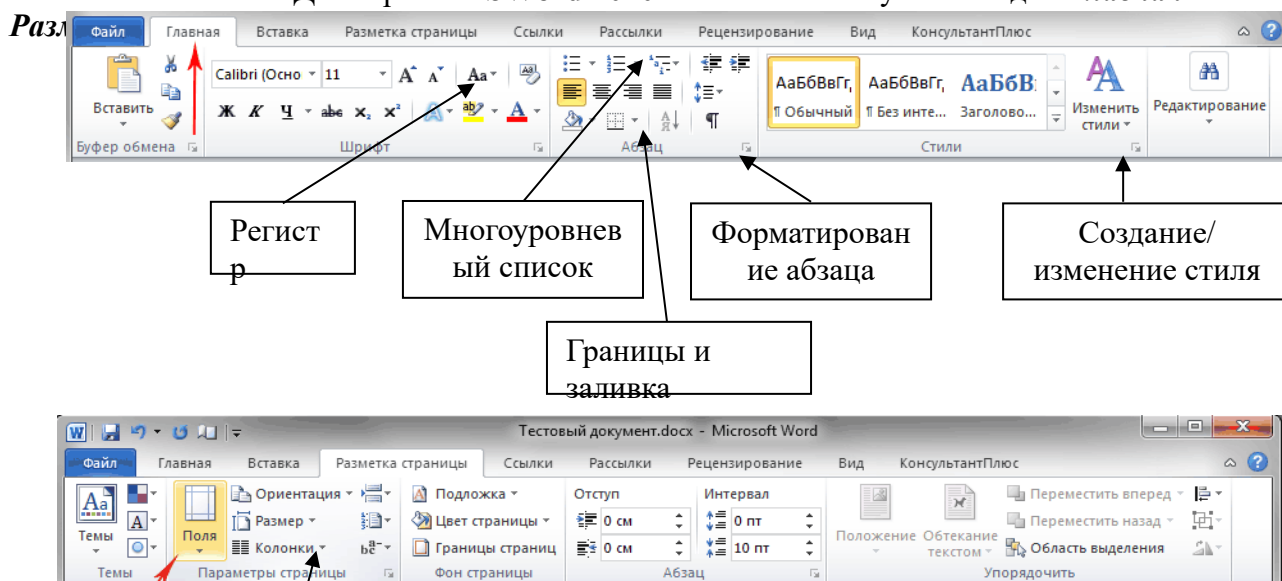 Разм
Файл Главная Вставка Разметка страницы Ссылки Рассылки Рецензирование Вид КонсультантПлюс
Calibri (Осно 11 Aa
Вставить
Ж К Ч abc x₂ x²
АаБбВвГг, АаБбВвГг, АаБбВ
¶ Обычный ¶ Без инте... Заголово...
Изменить стили
Редактирование
Буфер обмена Шрифт Абзац Стили
Регист
р
Многоуровнев
ый список
Форматирован
ие абзаца
Создание/
изменение стиля
Границы и
заливка
Тестовый документ.docx - Microsoft Word
Файл Главная Вставка Разметка страницы Ссылки Рассылки Рецензирование Вид КонсультантПлюс
Темы
Поля
Ориентация Подложка Отступ Интервал Переместить вперед
Размер Цвет страницы 0 см 0 пт Положение Обтекание текстом Переместить назад
Колонки Границы страниц 0 см 10 пт Область выделения
Темы Параметры страницы Фон страницы Абзац Упорядочить